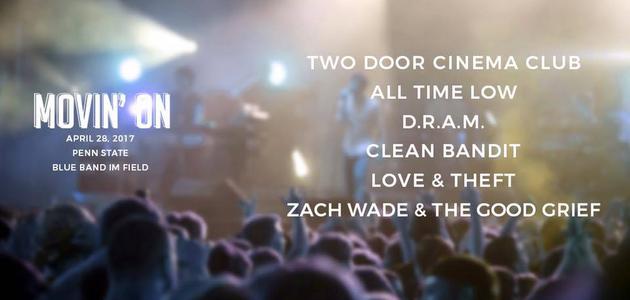 MOVIN' ON
APRIL 28, 2017
PENN STATE
BLUE BAND IM FIELD
TWO DOOR CINEMA CLUB
ALL TIME LOW
D.R.A.M.
CLEAN BANDIT
LOVE & THEFT
ZACH WADE & THE GOOD GRIEF